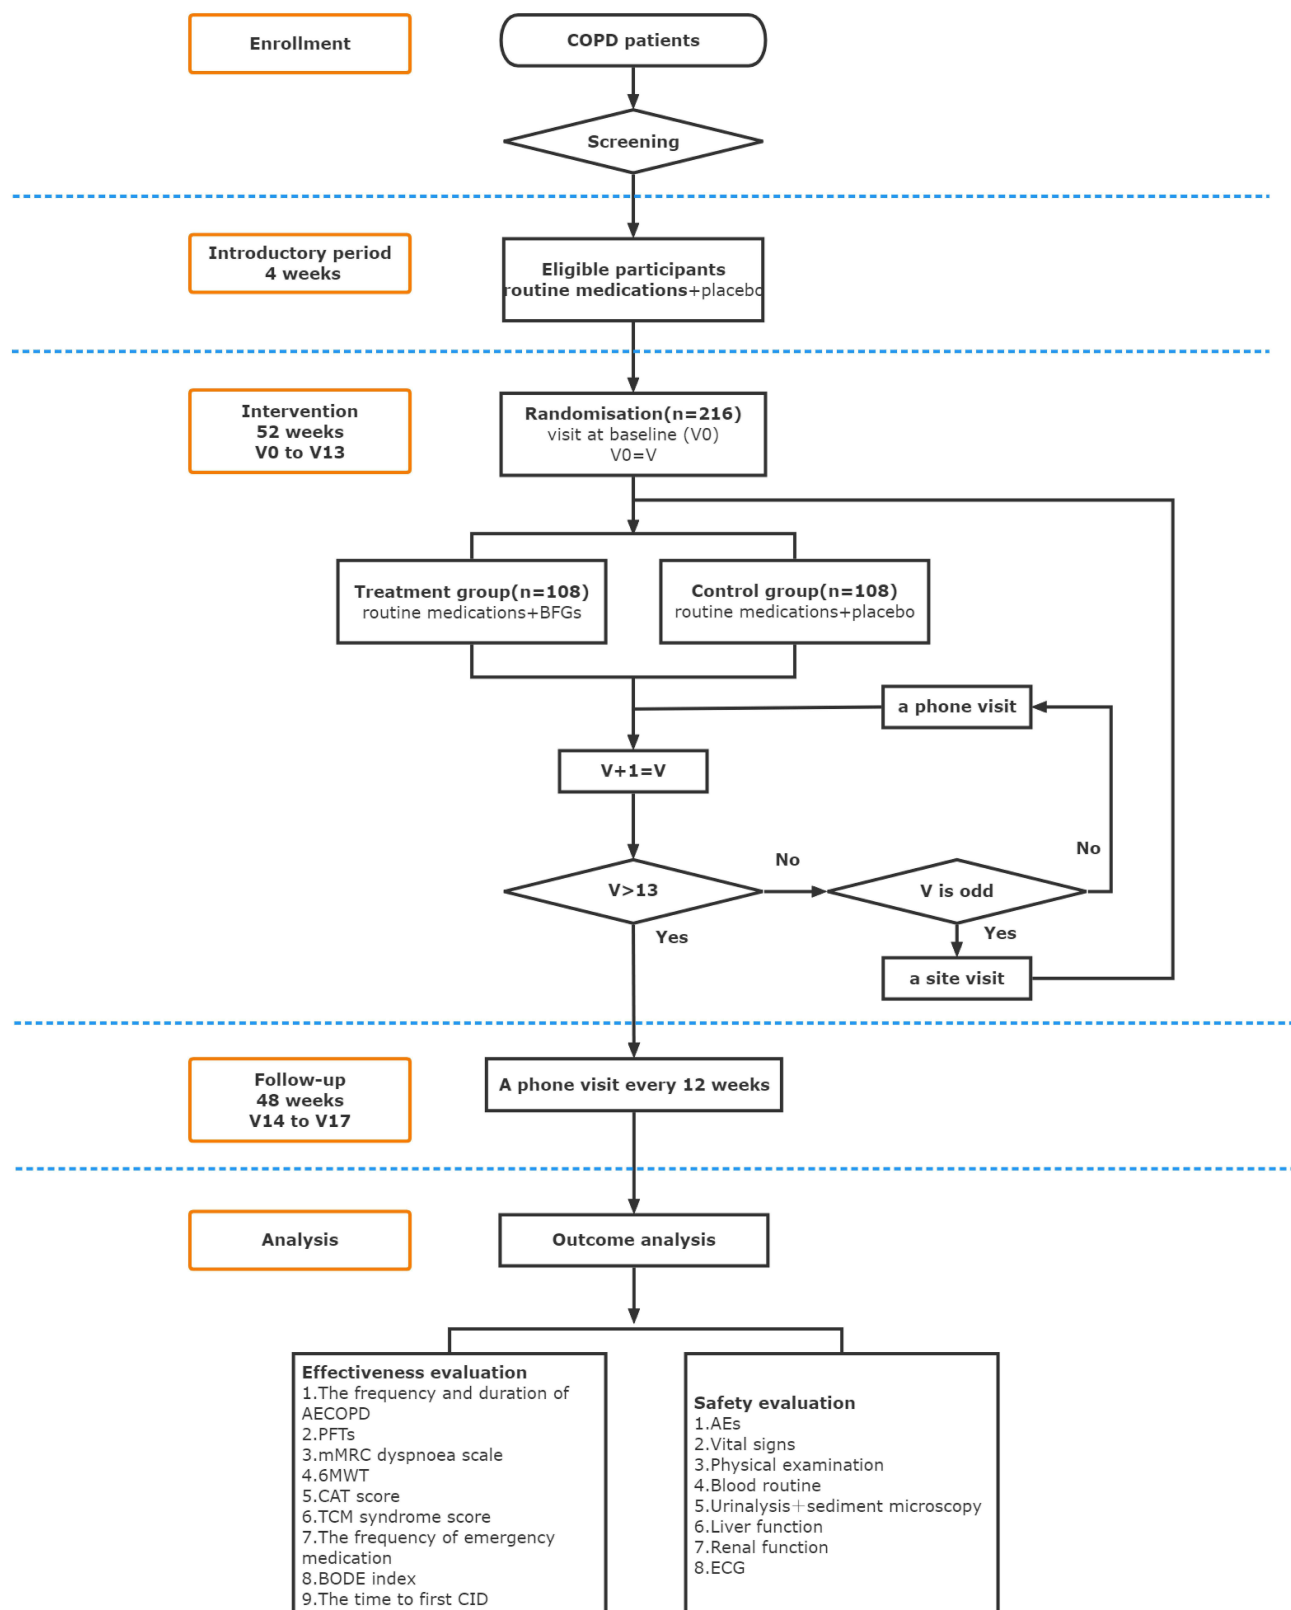 Enrollment
COPD patients
Screening
Introductory period
4 weeks
Eligible participants
routine medications+placebo
Intervention
52 weeks
V0 to V13
Randomisation(n=216)
visit at baseline (V0)
V0=V
Treatment group(n=108)
routine medications+BFGs
Control group(n=108)
routine medications+placebo
a phone visit
V+1=V
No
No
V>13
V is odd
Yes
Yes
a site visit
Follow-up
48 weeks
V14 to V17
A phone visit every 12 weeks
Analysis
Outcome analysis
Effectiveness evaluation
1.The frequency and duration of
AECOPD
2.PFTs
3.mMRC dyspnoea scale
4.6MWT
5.CAT score
6.TCM syndrome score
7.The frequency of emergency
medication
8.BODE index
9.The time to first CID
Safety evaluation
1.AEs
2.Vital signs
3.Physical examination
4.Blood routine
5.Urinalysis+sediment microscopy
6.Liver function
7.Renal function
8.ECG